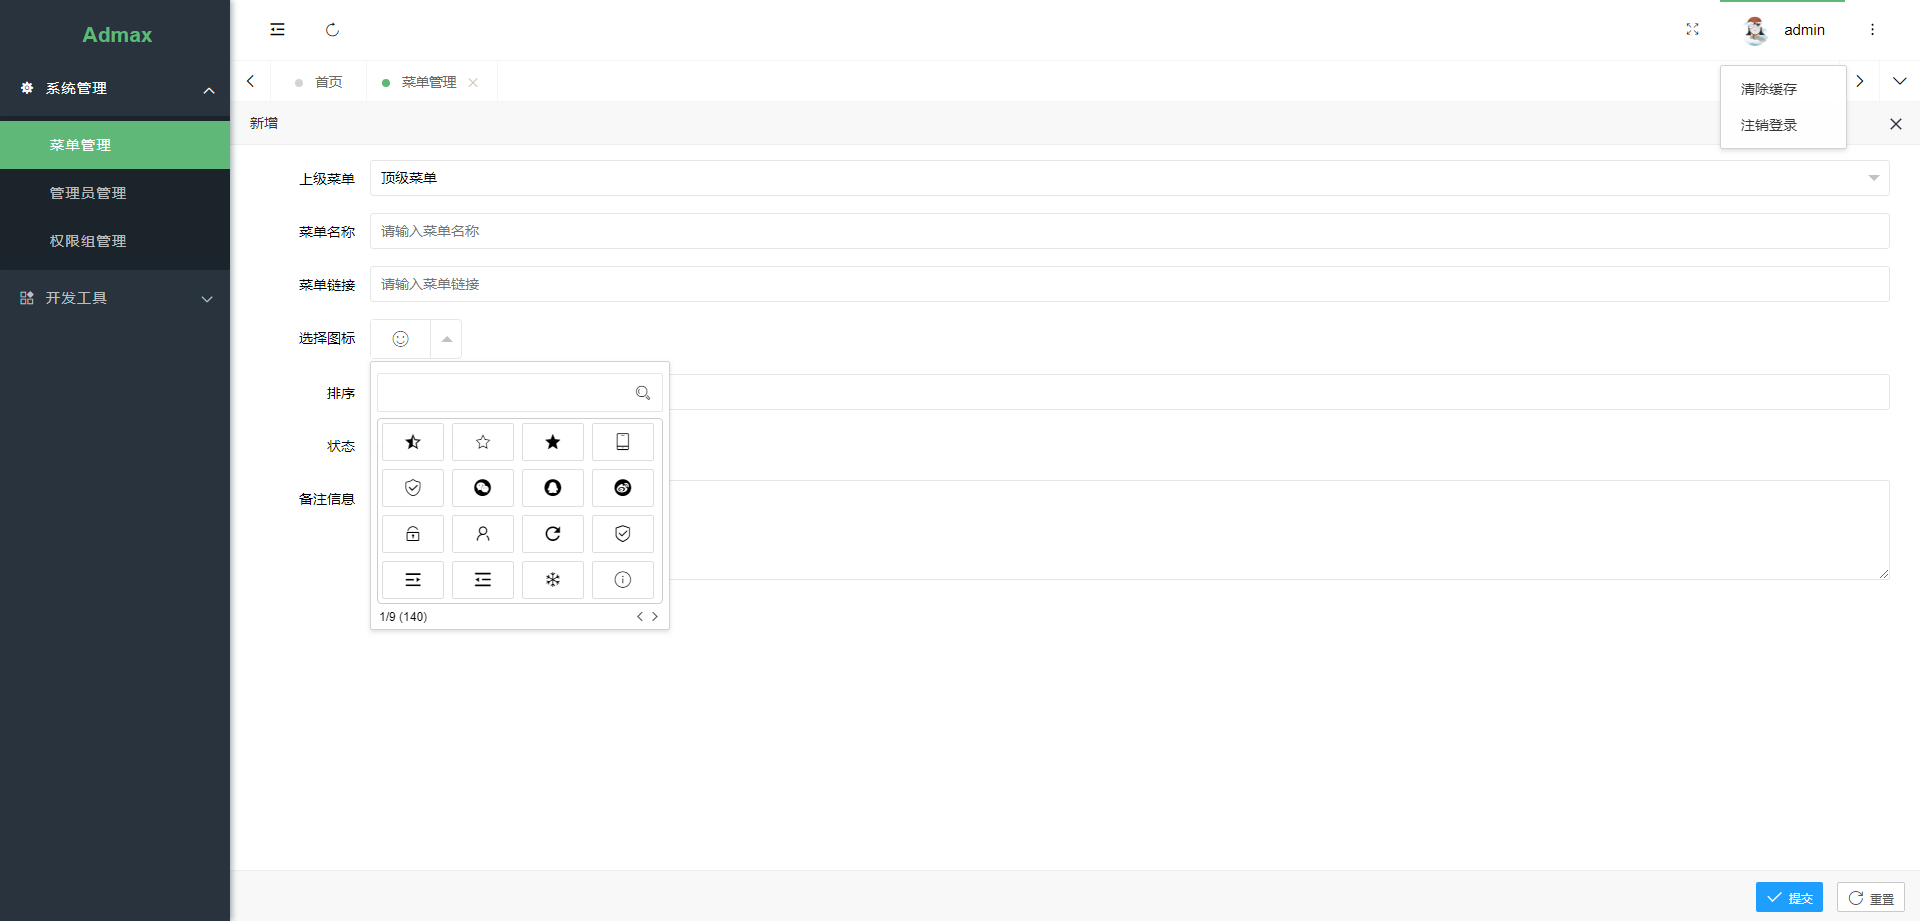 Admax
系统管理
菜单管理
管理员管理
权限组管理
开发工具
admin
首页
菜单管理
清除缓存
注销登录
新增
上级菜单
顶级菜单
菜单名称
请输入菜单名称
菜单链接
请输入菜单链接
选择图标
排序
状态
备注信息
1/9 (140)
提交
重置